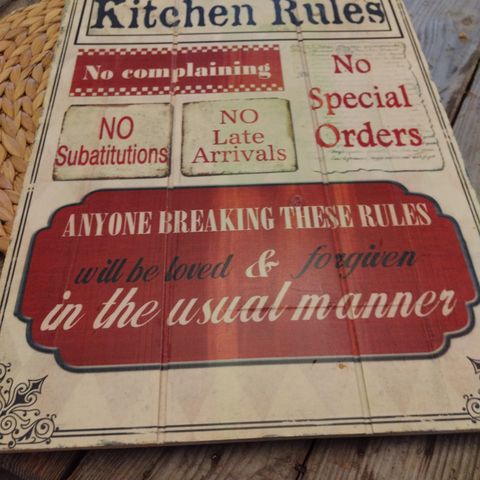 Kitchen Rules
No complaining
NO
Subatitutions
NO
Late
Arrivals
No
Special
Orders
ANYONE BREAKING THESE RULES
will be loved & forgiven
in the usual manner